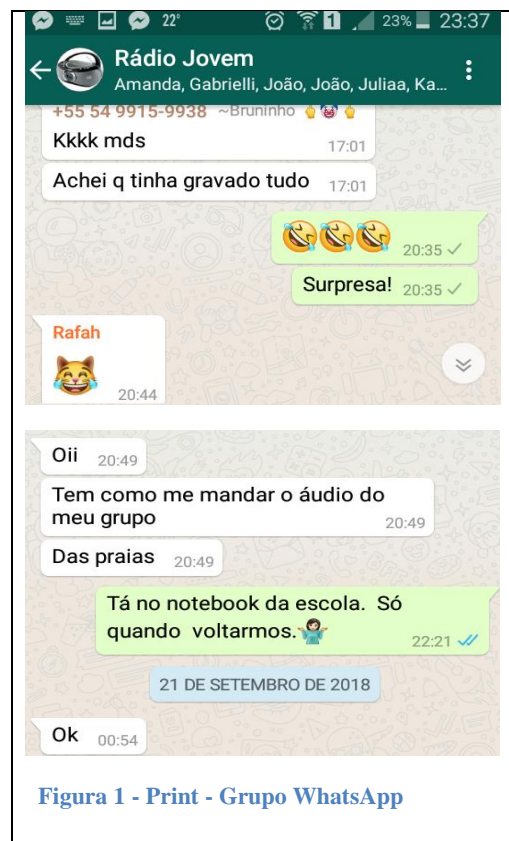 22° 1 23% 23:37
Rádio Jovem
Amanda, Gabrielli, João, João, Juliaa, Ka...
+55 54 9915-9938 ~Bruninho
Kkkk mds 17:01
Achei q tinha gravado tudo 17:01
20:35
Surpresa! 20:35
Rafah
20:44
Oii 20:49
Tem como me mandar o áudio do
meu grupo 20:49
Das praias 20:49
Tá no notebook da escola. Só
quando voltarmos. 22:21
21 DE SETEMBRO DE 2018
Ok 00:54
Figura 1 - Print - Grupo WhatsApp